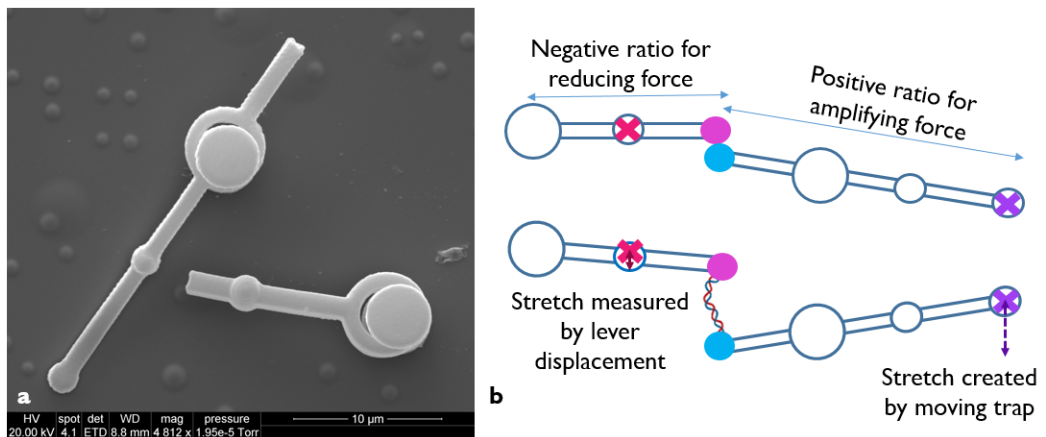 a
HV spot det WD mag pressure
20.00 kV 4.1 ETD 8.8 mm 4 812 x 1.95e-5 Torr
10 µm
b
Negative ratio for
reducing force
Positive ratio for
amplifying force
Stretch measured
by lever
displacement
Stretch created
by moving trap